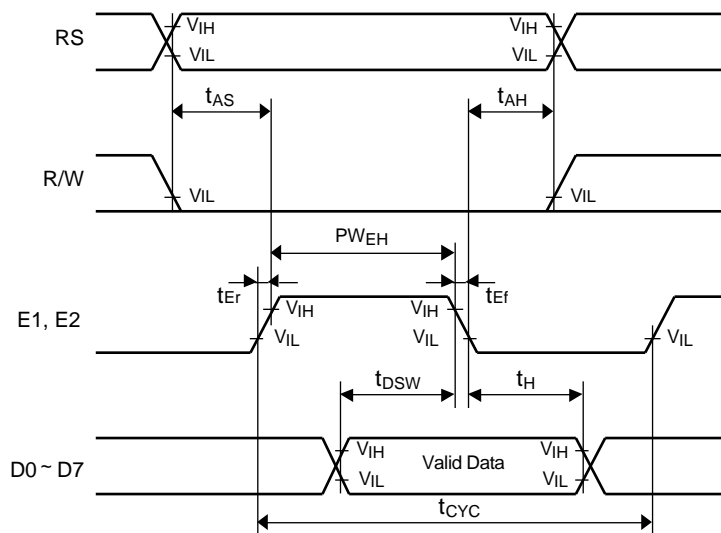 RS
VIH
VIL
VIH
VIL
tAS
tAH
R/W
VIL
VIL
PWEH
tEr
tEf
E1, E2
VIH
VIL
VIH
VIL
VIL
tDSW
tH
D0 ~ D7
VIH
VIL
Valid Data
VIH
VIL
tCYC